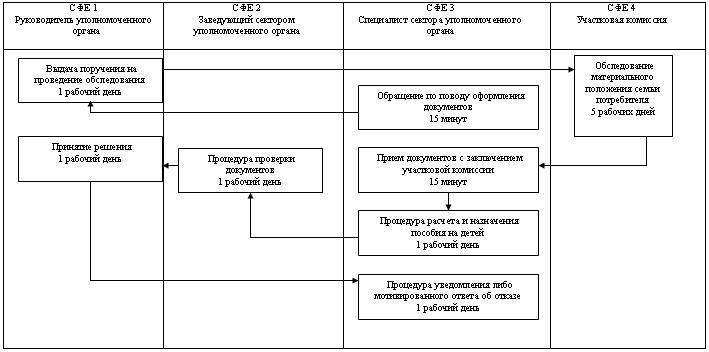 СФЕ 1
Руководитель уполномоченного
органа
СФЕ 2
Заведующий сектором
уполномоченного органа
СФЕ 3
Специалист сектора уполномоченного
органа
СФЕ 4
Участковая комиссия
Выдача поручения на
проведение обследования
1 рабочий день
Обращение по поводу оформления
документов
15 минут
Обследование
материального
положения семьи
потребителя
5 рабочих дней
Принятие решения
1 рабочий день
Процедура проверки
документов
1 рабочий день
Прием документов с заключением
участковой комиссии
15 минут
Процедура расчета и назначения
пособия на детей
1 рабочий день
Процедура уведомления либо
мотивированного ответа об отказе
1 рабочий день